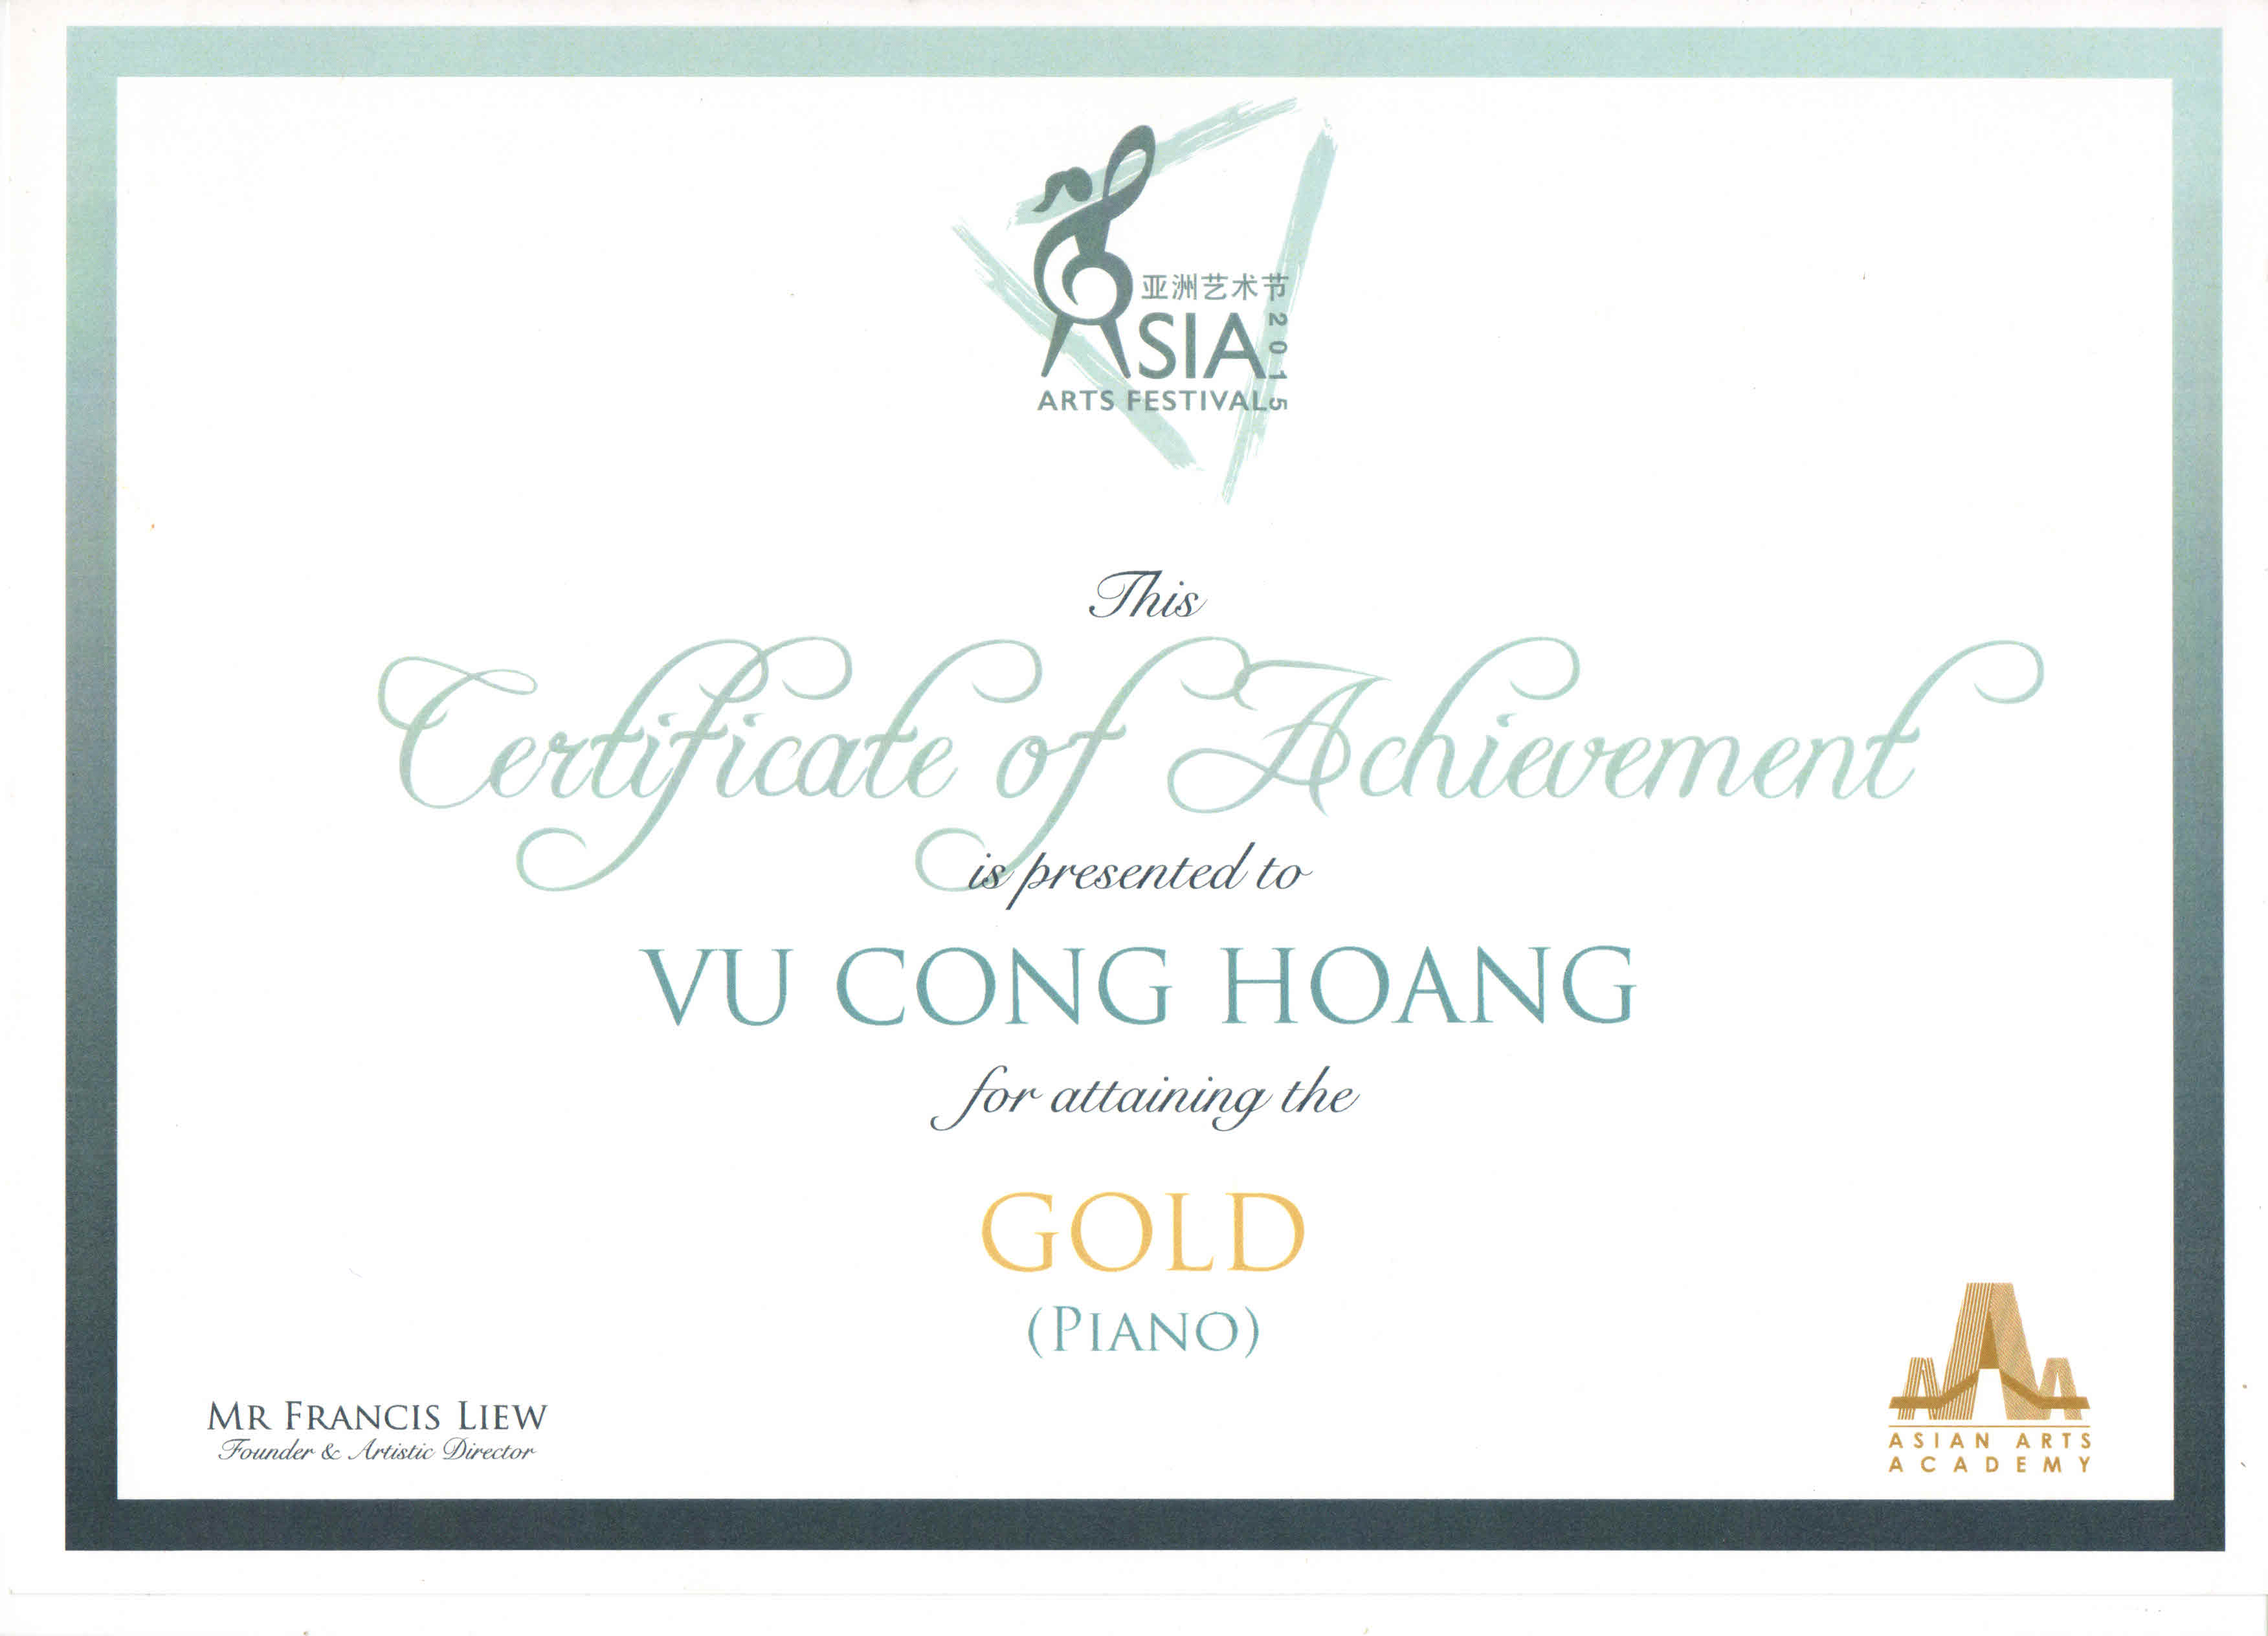 亚洲艺术节
ASIA
2015
ARTS FESTIVAL
This
Certificate of Achievement
is presented to
VU CONG HOANG
for attaining the
GOLD
(PIANO)
MR FRANCIS LIEW
Founder & Artistic Director
AAA
ASIAN ARTS
ACADEMY